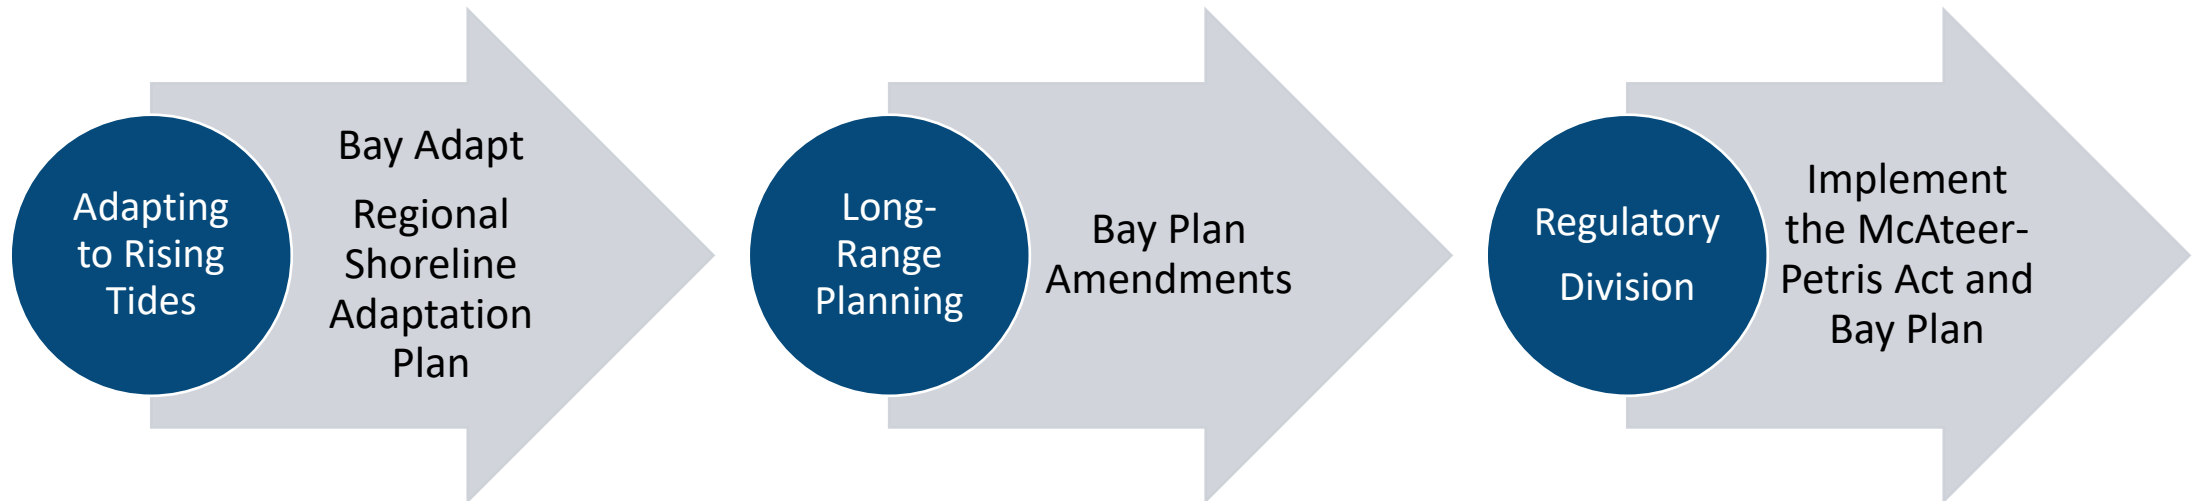 Adapting
to Rising
Tides
Bay Adapt
Regional
Shoreline
Adaptation
Plan
Long-
Range
Planning
Bay Plan
Amendments
Regulatory
Division
Implement
the McAteer-
Petris Act and
Bay Plan